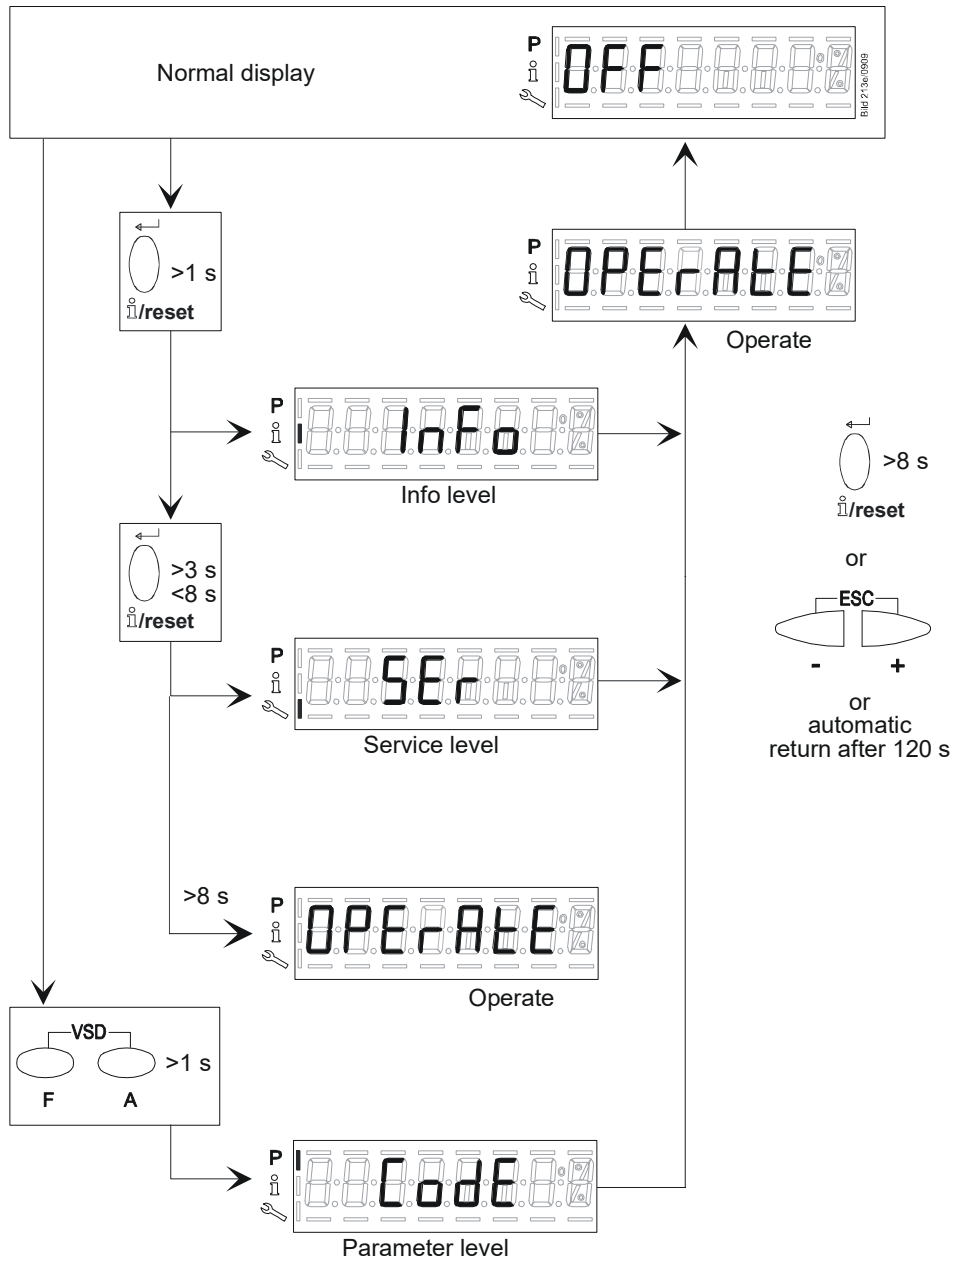 Normal display
P
OFF
i
Bild 213e/0909
>1 s
i/reset
P
OPErAtE
i
Operate
P
InFo
i
Info level
>8 s
i/reset
or
ESC
- +
or
automatic
return after 120 s
>3 s
<8 s
i/reset
P
SEr
i
Service level
>8 s
P
OPErAtE
i
Operate
VSD
>1 s
F A
P
CodE
i
Parameter level